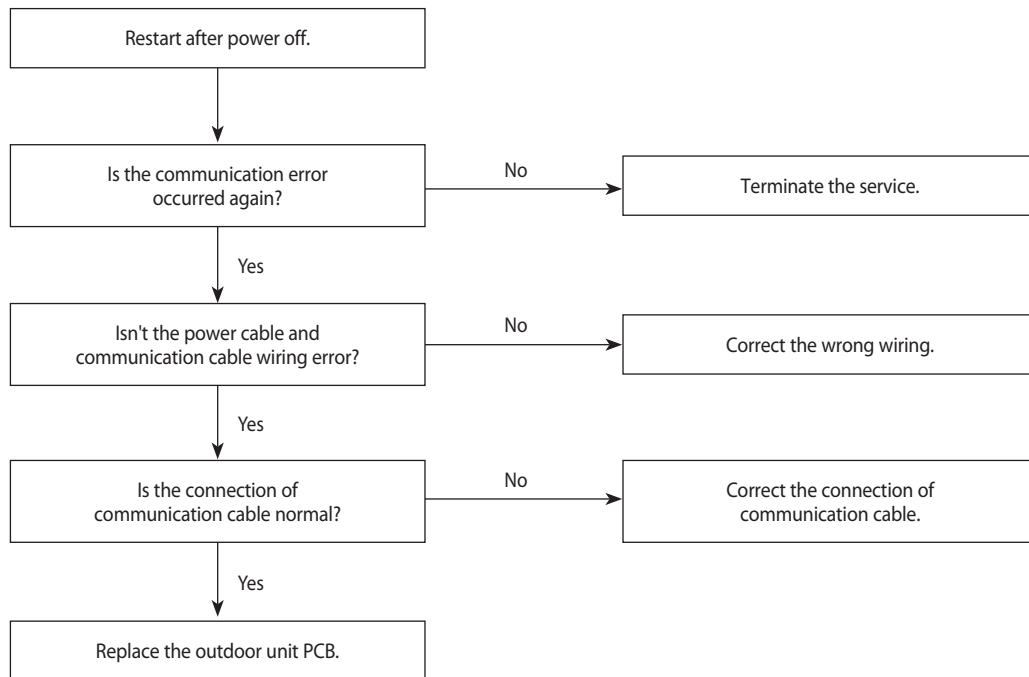 Restart after power off.
Is the communication error
occurred again?
No
Terminate the service.
Yes
Isn't the power cable and
communication cable wiring error?
No
Correct the wrong wiring.
Yes
Is the connection of
communication cable normal?
No
Correct the connection of
communication cable.
Yes
Replace the outdoor unit PCB.